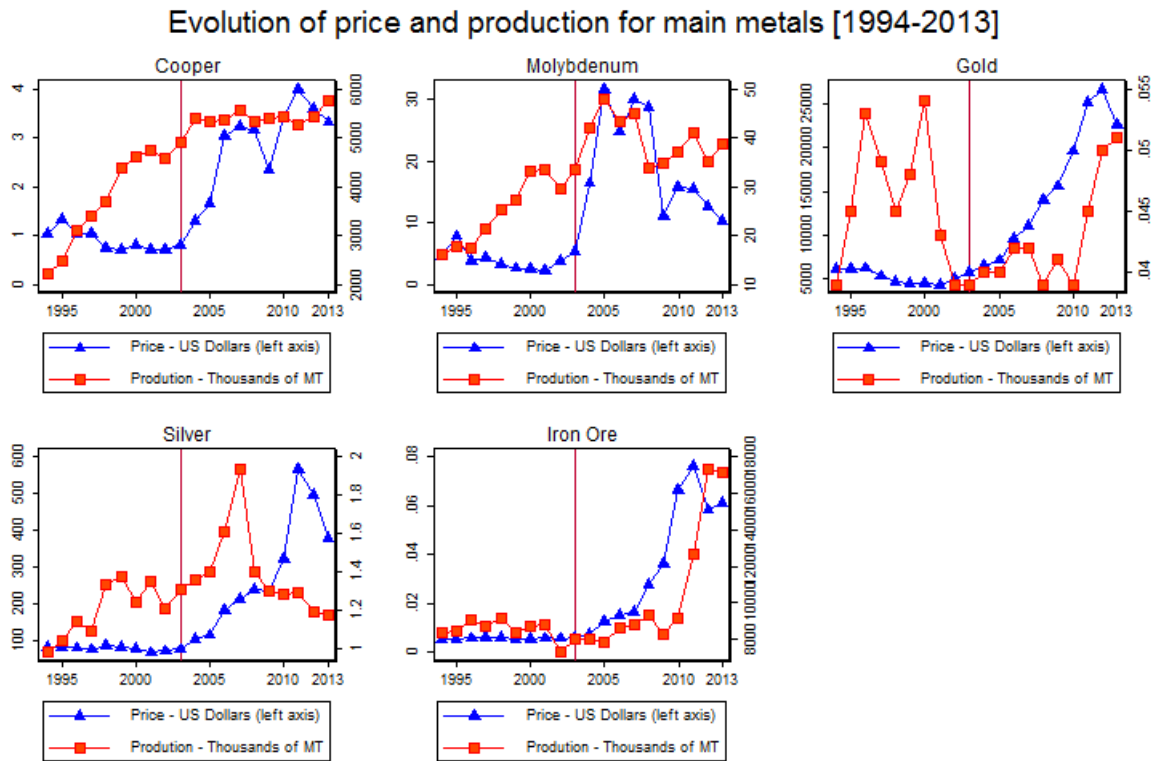 Evolution of price and production for main metals [1994-2013]
Cooper
0 1 2 3 4
2000 3000 4000 5000 6000
1995 2000 2005 2010 2013
Price - US Dollars (left axis)
Prodution - Thousands of MT
Molybdenum
0 10 20 30
10 20 30 40 50
1995 2000 2005 2010 2013
Price - US Dollars (left axis)
Prodution - Thousands of MT
Gold
5000 10000 15000 20000 25000
.04 .045 .05 .055
1995 2000 2005 2010 2013
Price - US Dollars (left axis)
Prodution - Thousands of MT
Silver
100 200 300 400 500 600
1 1.2 1.4 1.6 1.8 2
1995 2000 2005 2010 2013
Price - US Dollars (left axis)
Prodution - Thousands of MT
Iron Ore
0 .02 .04 .06 .08
8000 10000 12000 14000 16000 18000
1995 2000 2005 2010 2013
Price - US Dollars (left axis)
Prodution - Thousands of MT